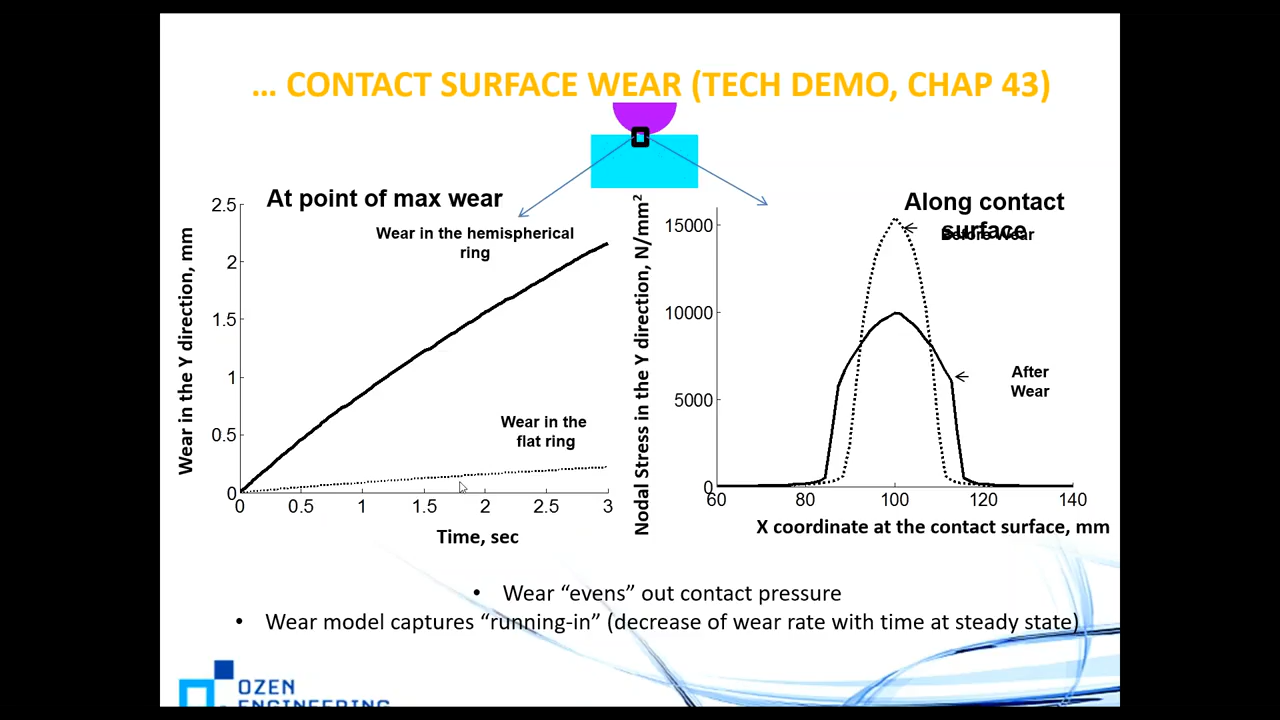 ... CONTACT SURFACE WEAR (TECH DEMO, CHAP 43)
At point of max wear
Wear in the hemispherical
ring
Wear in the
flat ring
Wear in the Y direction, mm
2.5
2
1.5
1
0.5
0
0 0.5 1 1.5 2 2.5 3
Time, sec
Along contact
surface
Before Wear
After
Wear
Nodal Stress in the Y direction, N/mm²
15000
10000
5000
0
60 80 100 120 140
X coordinate at the contact surface, mm
• Wear “evens” out contact pressure
• Wear model captures “running-in” (decrease of wear rate with time at steady state)
OZEN
ENGINEERING